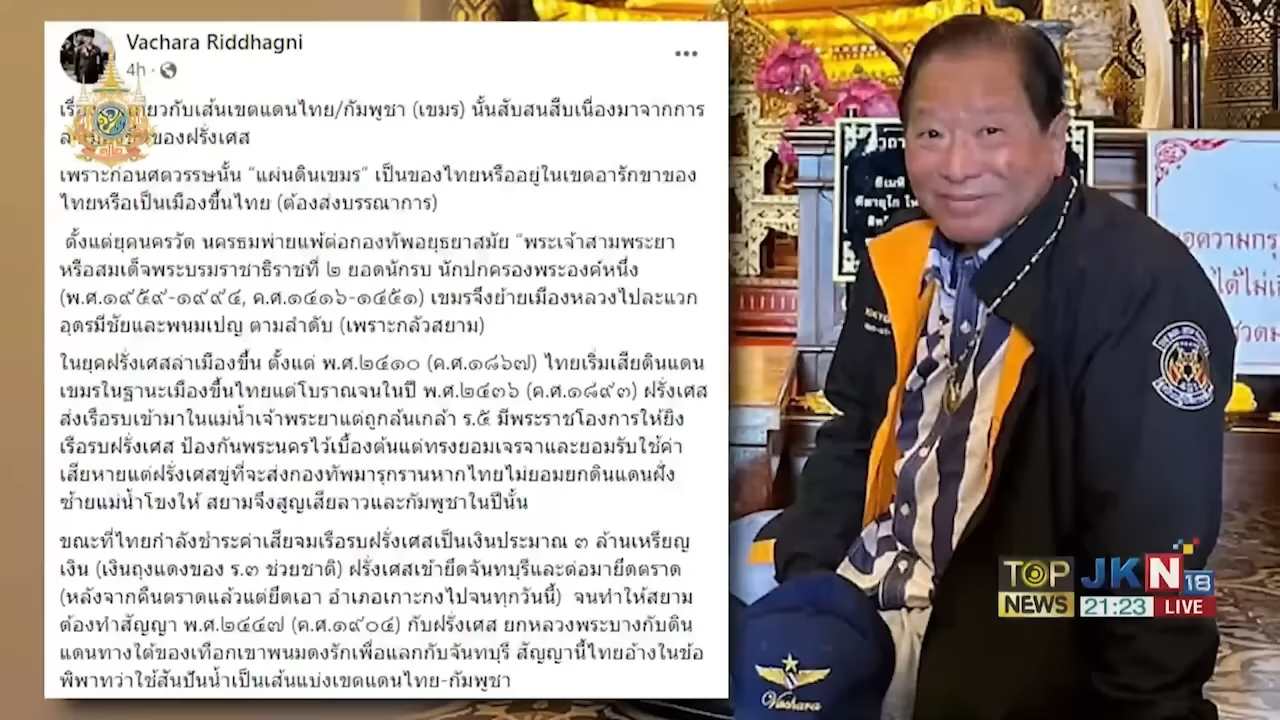 Vachara Riddhagni
4h
เกี่ยวกับเส้นเขตแดนไทย/กัมพูชา (เขมร) นั้นสับสนสืบเนื่องมาจากการ
ของฝรั่งเศส
เพราะก่อนศตวรรษนั้น “แผ่นดินเขมร” เป็นของไทยหรืออยู่ในเขตอารักขาของ
ไทยหรือเป็นเมืองขึ้นไทย (ต้องส่งบรรณาการ)
ตั้งแต่ยุคนครวัด นครธมพ่ายแพ้ต่อกองทัพอยุธยาสมัย “พระเจ้าสามพระยา
หรือสมเด็จพระบรมราชาธิราชที่ ๒ ยอดนักรบ นักปกครองพระองค์หนึ่ง
(พ.ศ.๑๙๕๙-๑๙๙๔, ค.ศ.๑๔๑๖-๑๔๕๑) เขมรจึงย้ายเมืองหลวงไปละแวก
อุดรมีชัยและพนมเปญ ตามลำดับ (เพราะกลัวสยาม)
ในยุคฝรั่งเศสล่าเมืองขึ้น ตั้งแต่ พ.ศ.๒๔๑๐ (ค.ศ.๑๘๖๗) ไทยเริ่มเสียดินแดน
เขมรในฐานะเมืองขึ้นไทยแต่โบราณจนในปี พ.ศ.๒๔๓๖ (ค.ศ.๑๘๙๓) ฝรั่งเศส
ส่งเรือรบเข้ามาในแม่น้ำเจ้าพระยาแต่ถูกล้นเกล้า ร.๕ มีพระราชโองการให้ยิง
เรือรบฝรั่งเศส ป้องกันพระนครไว้เบื้องต้นแต่ทรงยอมเจรจาและยอมรับใช้ค่า
เสียหายแต่ฝรั่งเศสขู่ที่จะส่งกองทัพมารุกรานหากไทยไม่ยอมยกดินแดนฝั่ง
ซ้ายแม่น้ำโขงให้ สยามจึงสูญเสียลาวและกัมพูชาในปีนั้น
ขณะที่ไทยกำลังชำระค่าเสียจมเรือรบฝรั่งเศสเป็นเงินประมาณ ๓ ล้านเหรียญ
เงิน (เงินถุงแดงของ ร.๓ ช่วยชาติ) ฝรั่งเศสเข้ายึดจันทบุรีและต่อมายึดตราด
(หลังจากคืนตราดแล้วแต่ยึดเอา อำเภอเกาะกงไปจนเท่าวันนี้) จนทำให้สยาม
ต้องทำสัญญา พ.ศ.๒๔๔๗ (ค.ศ.๑๙๐๔) กับฝรั่งเศส ยกหลวงพระบางกับดิน
แดนทางใต้ของเทือกเขาพนมดงรักเพื่อแลกกับจันทบุรี สัญญานี้ไทยอ้างในข้อ
พิพาทว่าใช้สันปันน้ำเป็นเส้นแบ่งเขตแดนไทย-กัมพูชา
TOP NEWS
JKN 18
21:23 LIVE
Vachara